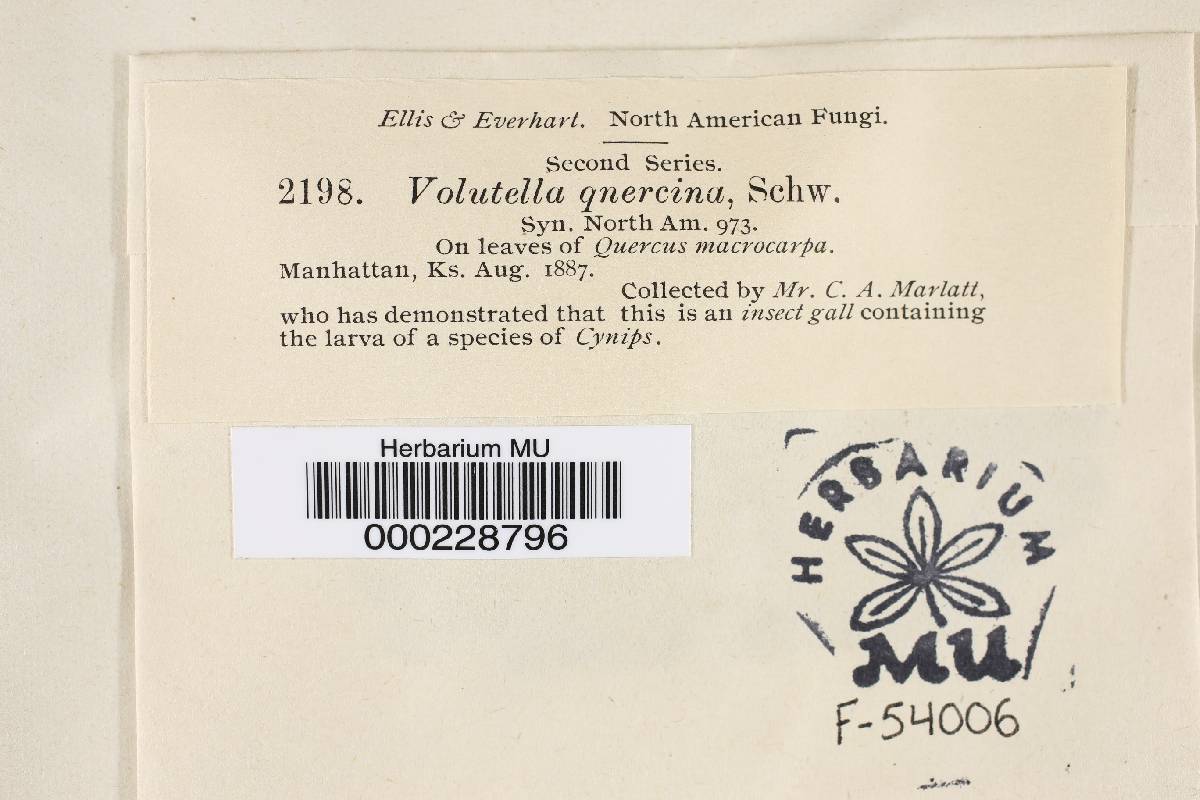 Ellis & Everhart. North American Fungi.
Second Series.
2198. Volutella qnercina, Schw.
Syn. North Am. 973.
On leaves of Quercus macrocarpa.
Manhattan, Ks. Aug. 1887.
Collected by Mr. C. A. Marlatt,
who has demonstrated that this is an insect gall containing
the larva of a species of Cynips.
Herbarium MU
000228796
HERBARIUM
MU
F-54006